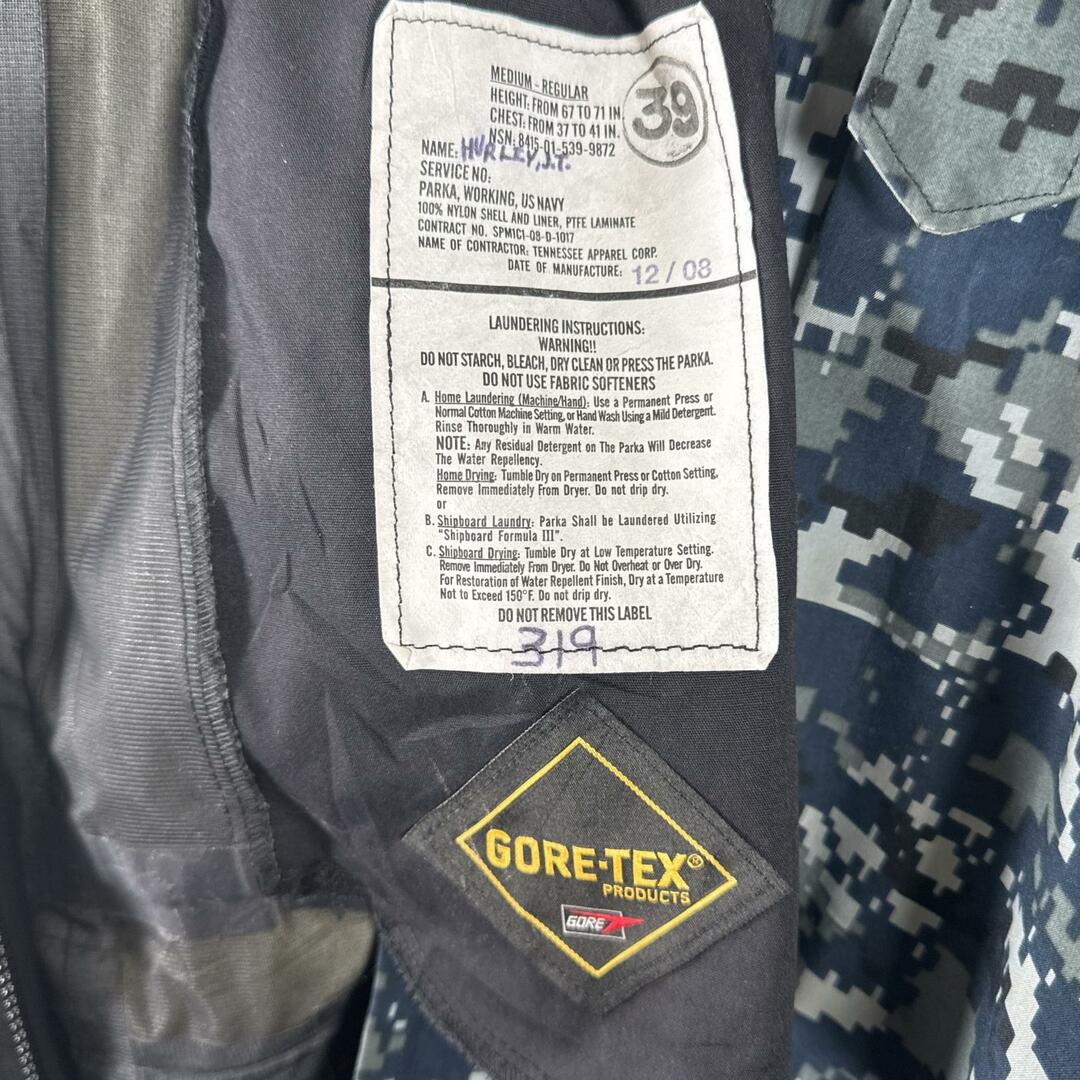 MEDIUM - REGULAR
HEIGHT: FROM 67 TO 71 IN
CHEST: FROM 37 TO 41 IN.
NSN: 8415-01-539-9872
39
NAME: HURLEY, J.T.
SERVICE NO:
PARKA, WORKING, US NAVY
100% NYLON SHELL AND LINER, PTFE LAMINATE
CONTRACT NO. SPM1C1-08-D-1017
NAME OF CONTRACTOR: TENNESSEE APPAREL CORP.
DATE OF MANUFACTURE: 12/08
LAUNDERING INSTRUCTIONS:
WARNING!!
DO NOT STARCH, BLEACH, DRY CLEAN OR PRESS THE PARKA.
DO NOT USE FABRIC SOFTENERS
A. Home Laundering (Machine/Hand): Use a Permanent Press or
Normal Cotton Machine Setting, or Hand Wash Using a Mild Detergent.
Rinse Thoroughly in Warm Water.
NOTE: Any Residual Detergent on The Parka Will Decrease
The Water Repellency.
Home Drying: Tumble Dry on Permanent Press or Cotton Setting,
Remove Immediately From Dryer. Do not drip dry.
or
B. Shipboard Laundry: Parka Shall be Laundered Utilizing
"Shipboard Formula III".
C. Shipboard Drying: Tumble Dry at Low Temperature Setting.
Remove Immediately From Dryer. Do Not Overheat or Over Dry.
For Restoration of Water Repellent Finish, Dry at a Temperature
Not to Exceed 150°F. Do not drip dry.
DO NOT REMOVE THIS LABEL
319
GORE-TEX®
PRODUCTS
GORE